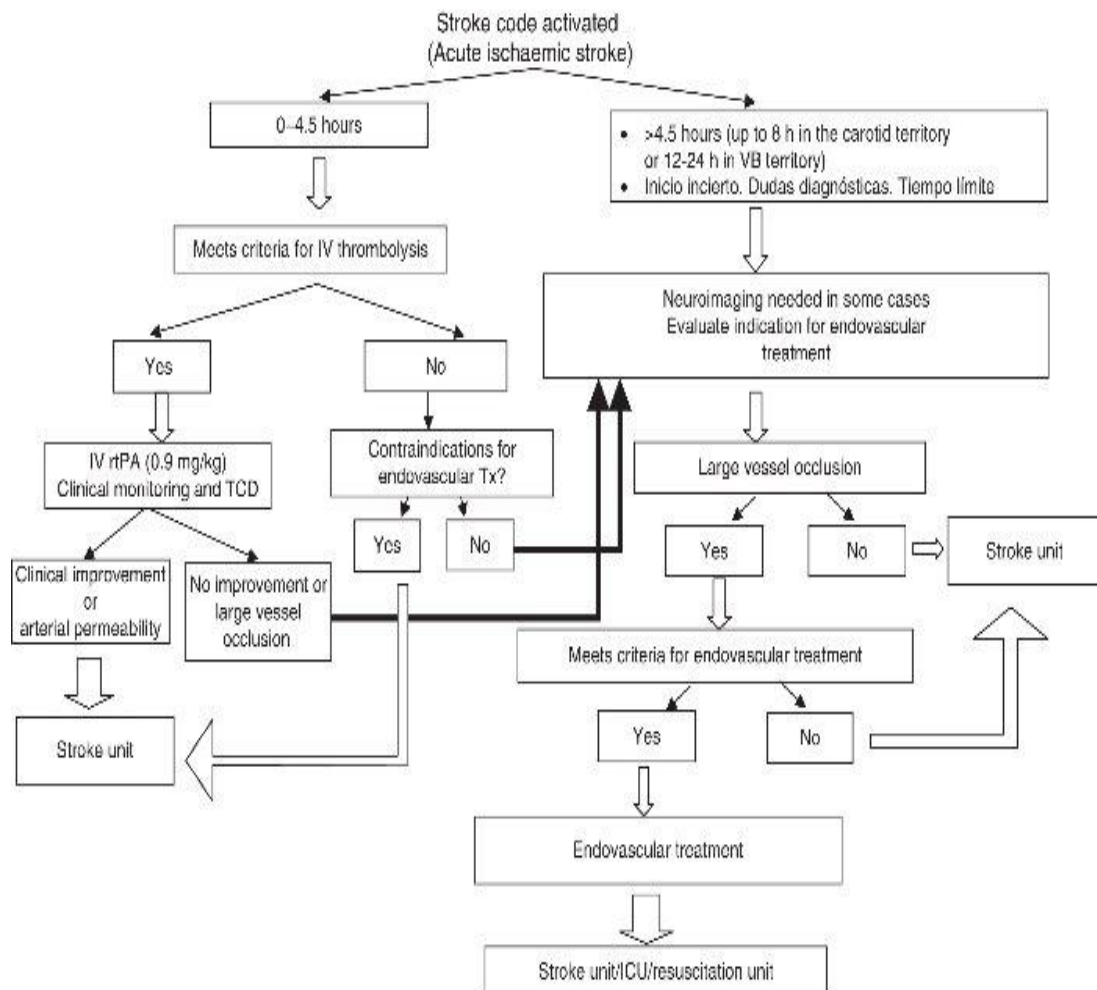 Stroke code activated
(Acute ischaemic stroke)
0–4.5 hours
• >4.5 hours (up to 8 h in the carotid territory
or 12-24 h in VB territory)
• Inicio incierto. Dudas diagnósticas. Tiempo límite
Meets criteria for IV thrombolysis
Neuroimaging needed in some cases
Evaluate indication for endovascular
treatment
Yes
No
IV rtPA (0.9 mg/kg)
Clinical monitoring and TCD
Contraindications for
endovascular Tx?
Large vessel occlusion
Yes
No
Yes
No
Stroke unit
Clinical improvement
or
arterial permeability
No improvement or
large vessel
occlusion
Meets criteria for endovascular treatment
Stroke unit
Yes
No
Endovascular treatment
Stroke unit/ICU/resuscitation unit